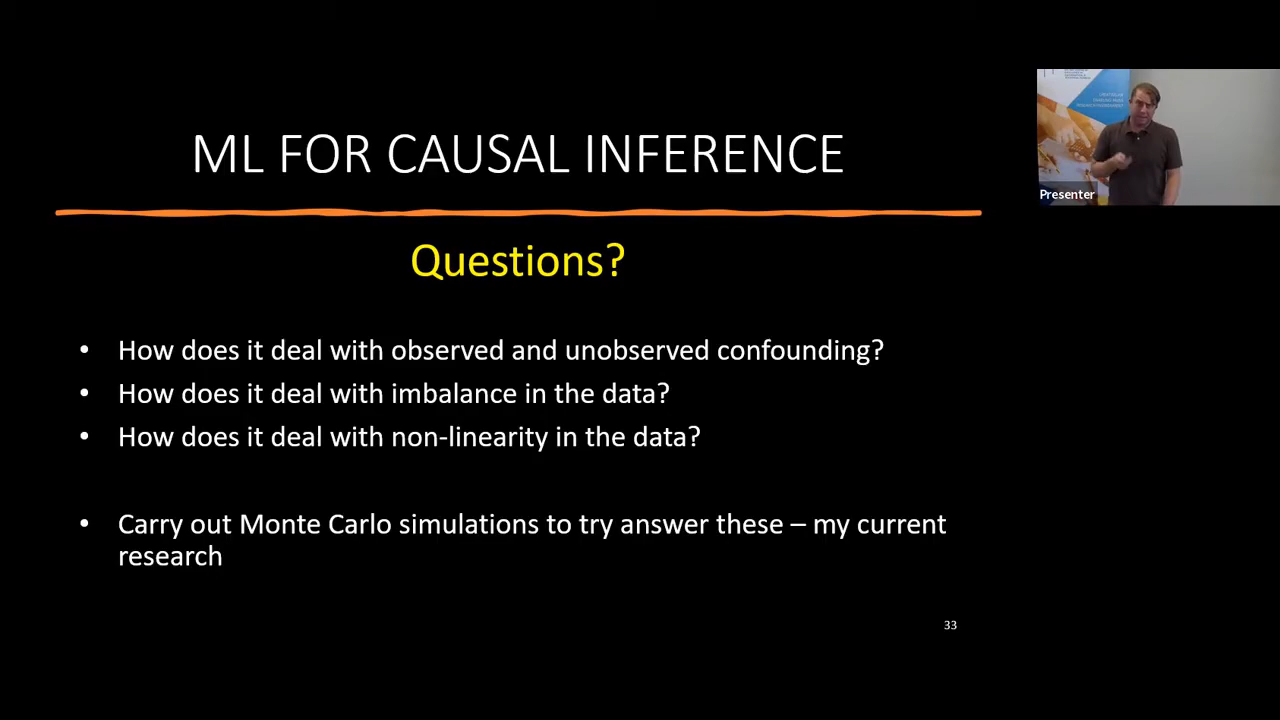 ML FOR CAUSAL INFERENCE
Questions?
• How does it deal with observed and unobserved confounding?
• How does it deal with imbalance in the data?
• How does it deal with non-linearity in the data?
• Carry out Monte Carlo simulations to try answer these – my current
research
33
Presenter